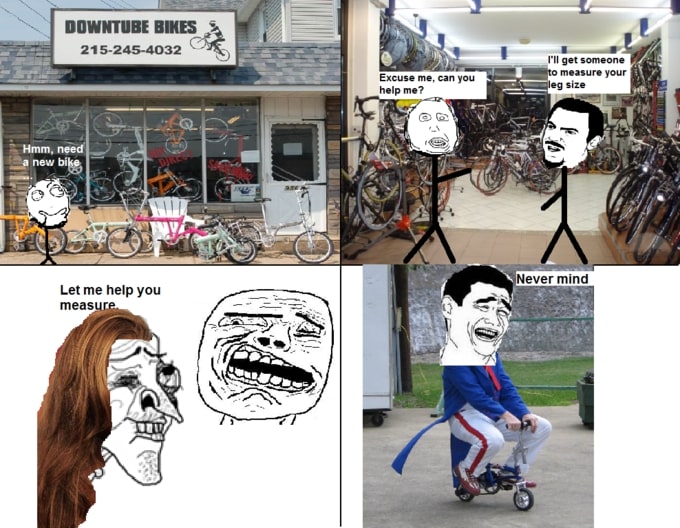 DOWNTUBE BIKES
215-245-4032
Hmm, need
a new bike
Excuse me, can you
help me?
I'll get someone
to measure your
leg size
Let me help you
measure.
Never mind